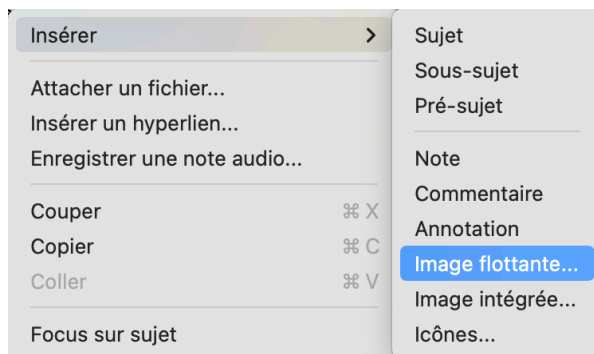 Insérer
Attacher un fichier...
Insérer un hyperlien...
Enregistrer une note audio...
Couper ⌘ X
Copier ⌘ C
Coller ⌘ V
Focus sur sujet
Sujet
Sous-sujet
Pré-sujet
Note
Commentaire
Annotation
Image flottante...
Image intégrée...
Icônes...